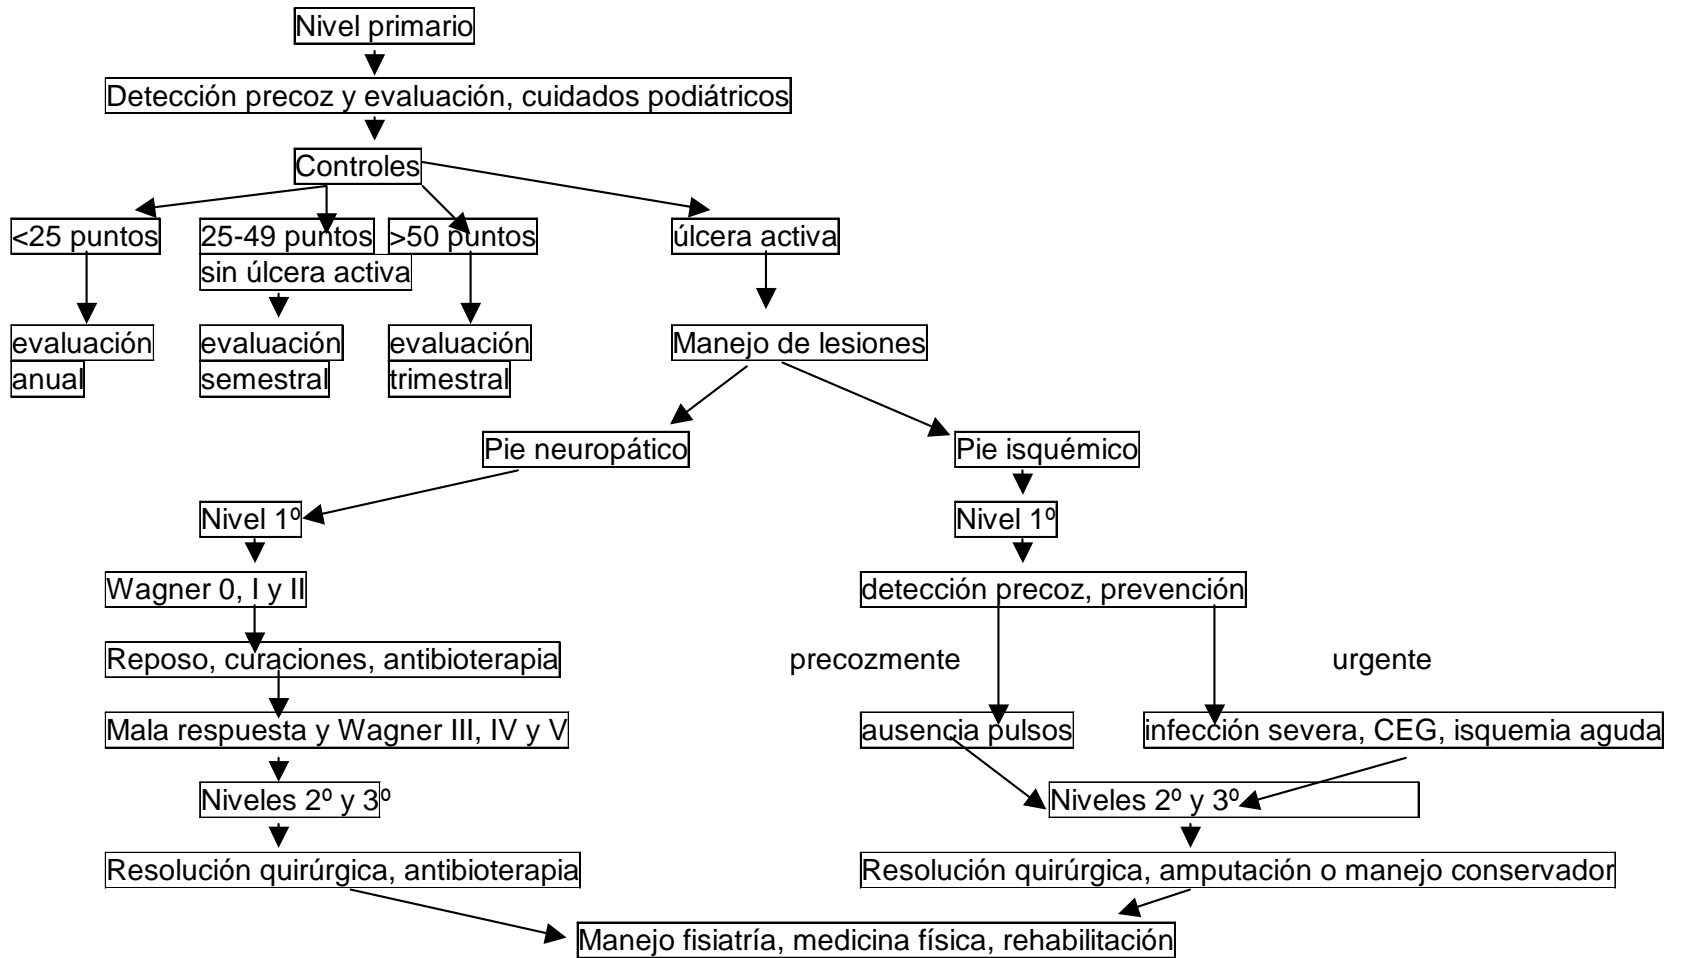 Nivel primario
Detección precoz y evaluación, cuidados podiátricos
Controles
<25 puntos
25-49 puntos
sin úlcera activa
>50 puntos
úlcera activa
evaluación
anual
evaluación
semestral
evaluación
trimestral
Manejo de lesiones
Pie neuropático
Pie isquémico
Nivel 1º
Nivel 1º
Wagner 0, I y II
detección precoz, prevención
Reposo, curaciones, antibioterapia
precozmente
urgente
Mala respuesta y Wagner III, IV y V
ausencia pulsos
infección severa, CEG, isquemia aguda
Niveles 2º y 3º
Niveles 2º y 3º
Resolución quirúrgica, antibioterapia
Resolución quirúrgica, amputación o manejo conservador
Manejo fisiatría, medicina física, rehabilitación